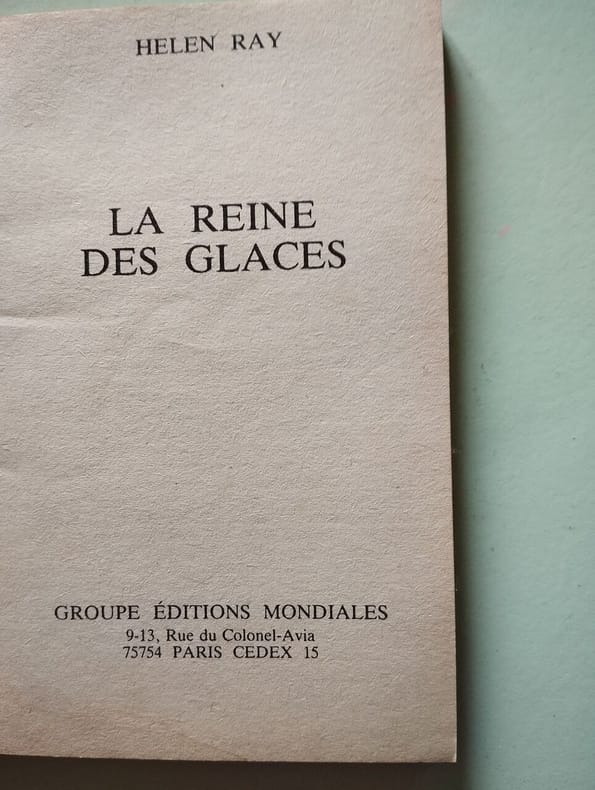 HELEN RAY
LA REINE
DES GLACES
GROUPE ÉDITIONS MONDIALES
9-13, Rue du Colonel-Avia
75754 PARIS CEDEX 15